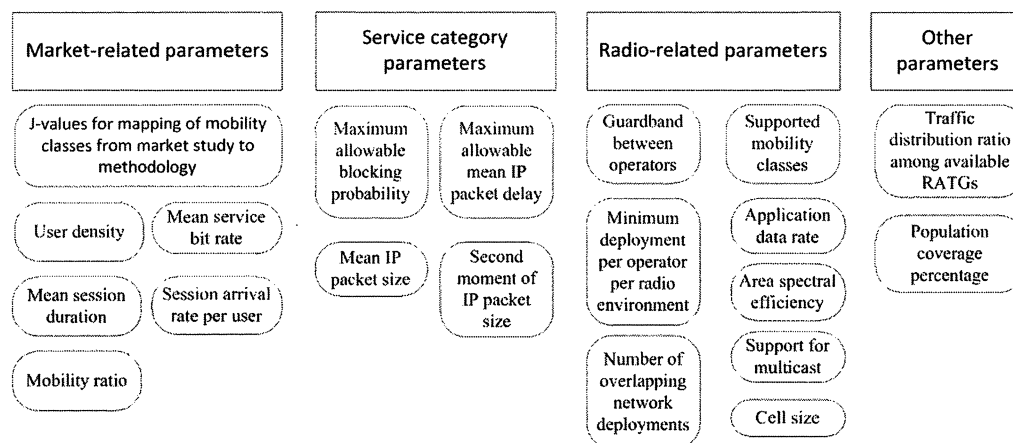 Market-related parameters
Service category
parameters
Radio-related parameters
Other
parameters
J-values for mapping of mobility
classes from market study to
methodology
User density
Mean service
bit rate
Mean session
duration
Session arrival
rate per user
Mobility ratio
Maximum
allowable
blocking
probability
Maximum
allowable
mean IP
packet delay
Mean IP
packet size
Second
moment of
IP packet
size
Guardband
between
operators
Supported
mobility
classes
Minimum
deployment
per operator
per radio
environment
Application
data rate
Area spectral
efficiency
Number of
overlapping
network
deployments
Support for
multicast
Cell size
Traffic
distribution ratio
among available
RATGs
Population
coverage
percentage